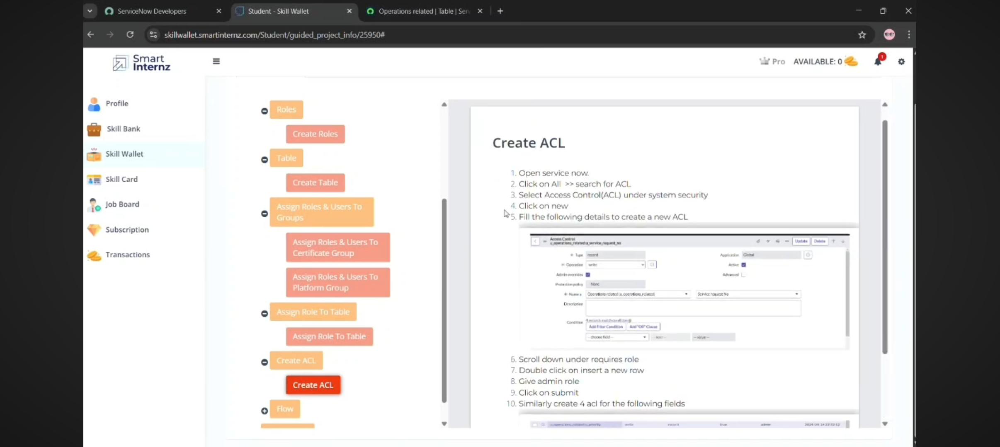 ServiceNow Developers
Student - Skill Wallet
Operations related | Table | Ser
skillwallet.smartinternz.com/Student/guided_project_info/25950#
Smart
Internz
Pro
AVAILABLE: 0
1
Profile
Skill Bank
Skill Wallet
Skill Card
Job Board
Subscription
Transactions
Roles
Create Roles
Table
Create Table
Assign Roles & Users To
Groups
Assign Roles & Users To
Certificate Group
Assign Roles & Users To
Platform Group
Assign Role To Table
Assign Role To Table
Create ACL
Create ACL
Flow
Create ACL
1. Open service now.
2. Click on All >> search for ACL
3. Select Access Control(ACL) under system security
4. Click on new
5. Fill the following details to create a new ACL
Access Control
u_operations_related.u_service_request_no
Update
Delete
Type record
Application Global
Operation write
Active
Admin overrides
Advanced
Protection policy None
Name Operations related [u_operations_related]
Service request No
Description
Condition
4 records match condition
Add Filter Condition
Add "OR" Clause
-- choose field --
-- oper --
-- value --
6. Scroll down under requires role
7. Double click on insert a new row
8. Give admin role
9. Click on submit
10. Similarly create 4 acl for the following fields
u_operations_related.u_priority write record true admin 2024-04-16 22:32:12